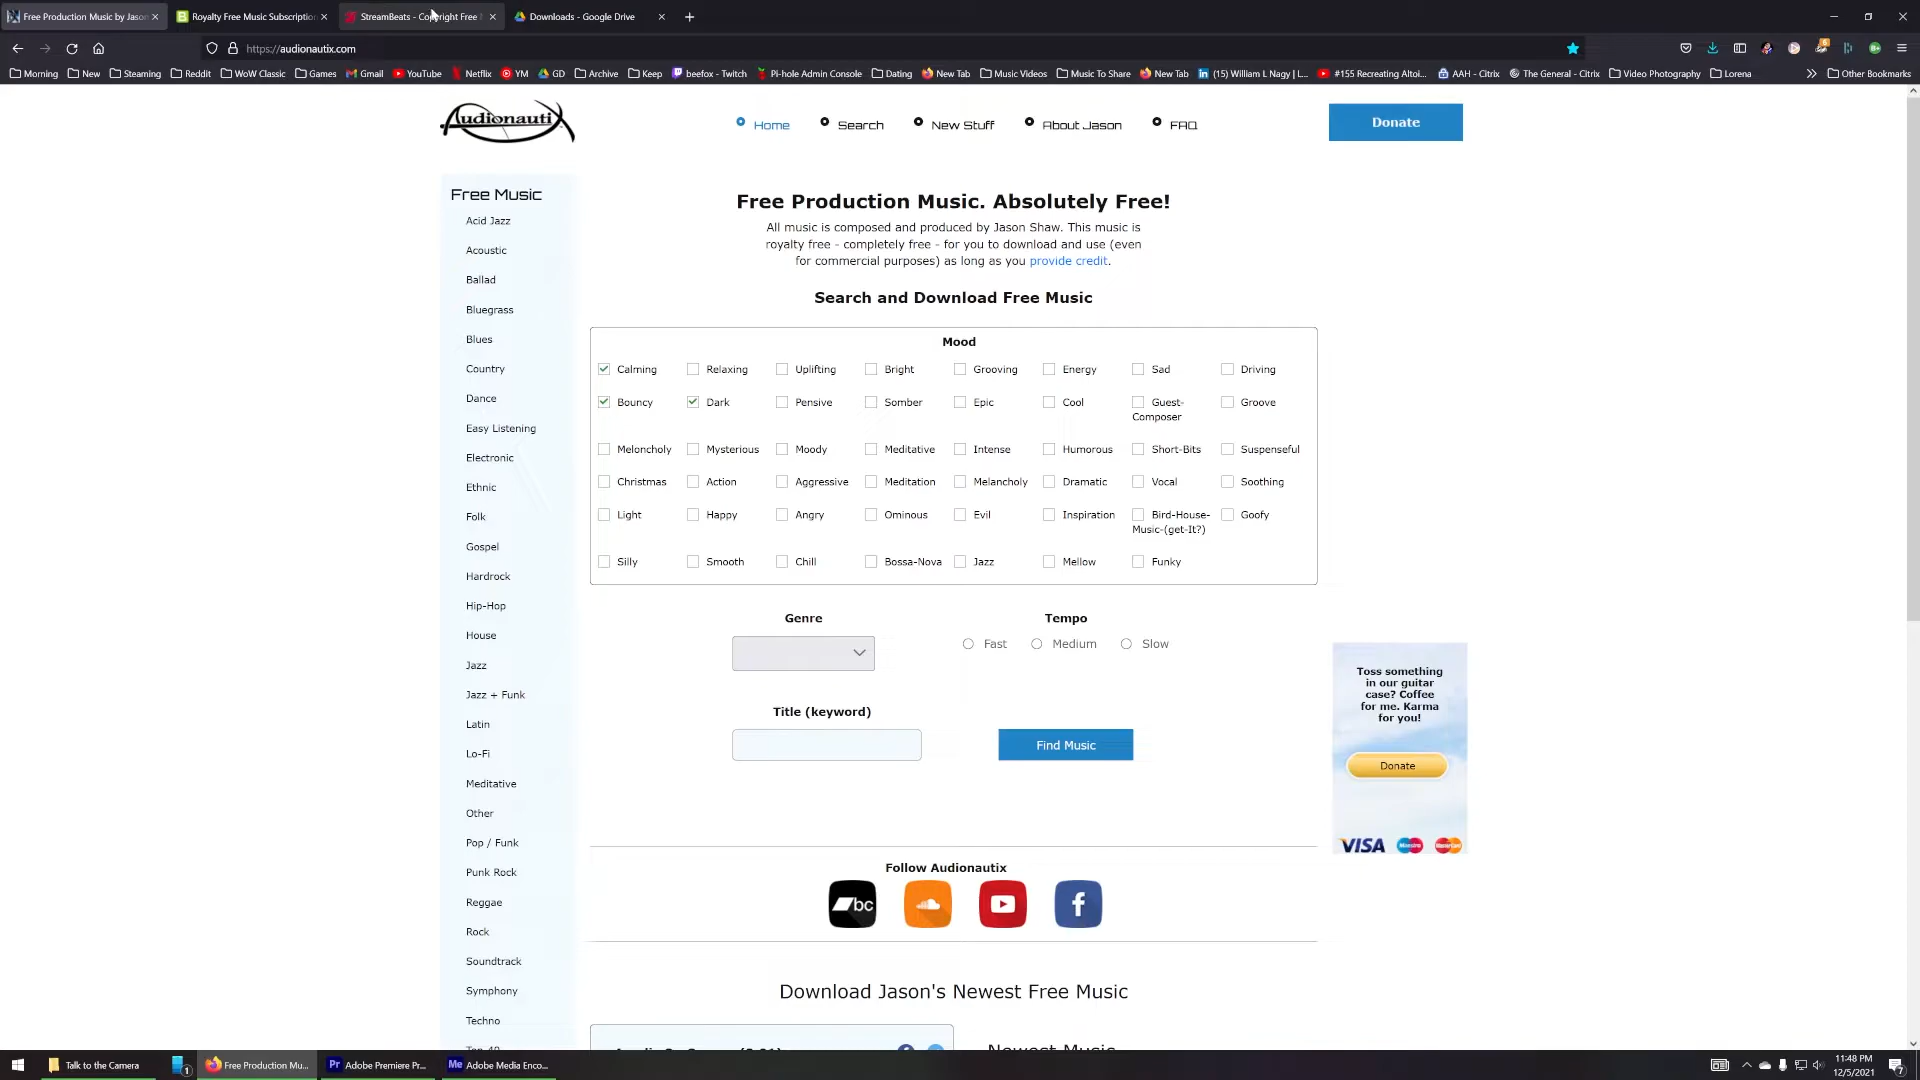 Free Production Music by Jason
Royalty Free Music Subscription
StreamBeats - Copyright Free
Downloads - Google Drive
https://audionautix.com
Morning
New
Steaming
Reddit
WoW Classic
Games
Gmail
YouTube
Netflix
YM
GD
Archive
Keep
beefox - Twitch
Pi-hole Admin Console
Dating
New Tab
Music Videos
Music To Share
New Tab
(15) William L Nagy | L...
#155 Recreating Altoi...
AAH - Citrix
The General - Citrix
Video Photography
Lorena
Other Bookmarks
Audionautix
Home
Search
New Stuff
About Jason
FAQ
Donate
Free Music
Acid Jazz
Acoustic
Ballad
Bluegrass
Blues
Country
Dance
Easy Listening
Electronic
Ethnic
Folk
Gospel
Hardrock
Hip-Hop
House
Jazz
Jazz + Funk
Latin
Lo-Fi
Meditative
Other
Pop / Funk
Punk Rock
Reggae
Rock
Soundtrack
Symphony
Techno
Free Production Music. Absolutely Free!
All music is composed and produced by Jason Shaw. This music is
royalty free - completely free - for you to download and use (even
for commercial purposes) as long as you provide credit.
Search and Download Free Music
Mood
Calming Relaxing Uplifting Bright Grooving Energy Sad Driving
Bouncy Dark Pensive Somber Epic Cool Guest- Groove
Composer
Meloncholy Mysterious Moody Meditative Intense Humorous Short-Bits Suspenseful
Christmas Action Aggressive Meditation Melancholy Dramatic Vocal Soothing
Light Happy Angry Ominous Evil Inspiration Bird-House- Goofy
Music-(get-It?)
Silly Smooth Chill Bossa-Nova Jazz Mellow Funky
Genre
Tempo
Fast Medium Slow
Title (keyword)
Find Music
Toss something
in our guitar
case? Coffee
for me. Karma
for you!
Donate
VISA Maestro
Follow Audionautix
bc
f
Download Jason's Newest Free Music
Newest Music
Talk to the Camera
1
Free Production Mu...
Pr Adobe Premiere Pr...
Me Adobe Media Enco...
11:48 PM
12/5/2021
7